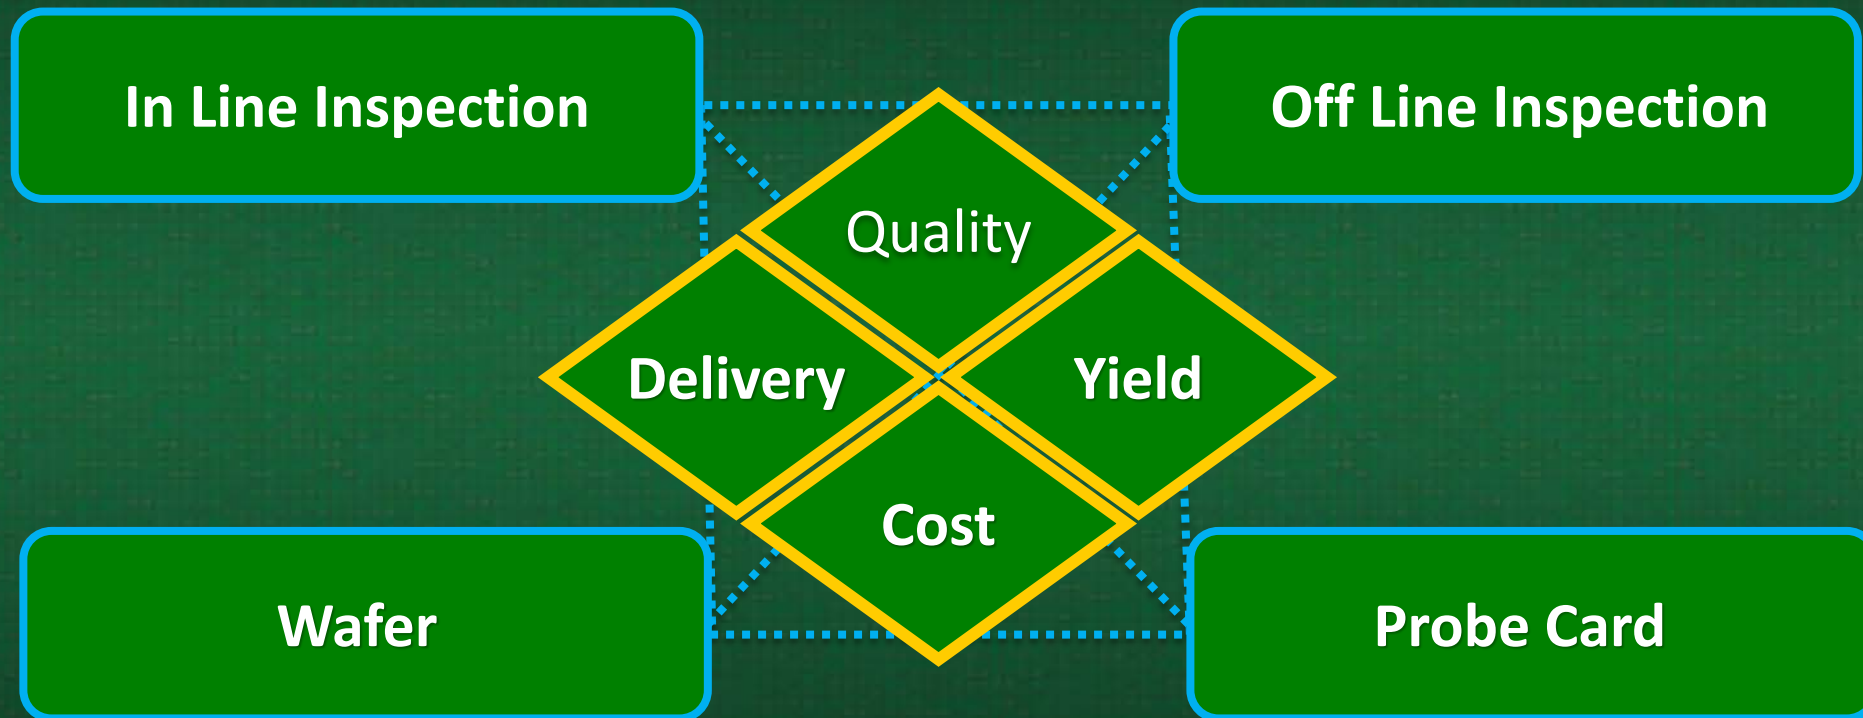 In Line Inspection
Off Line Inspection
Quality
Delivery
Yield
Cost
Wafer
Probe Card